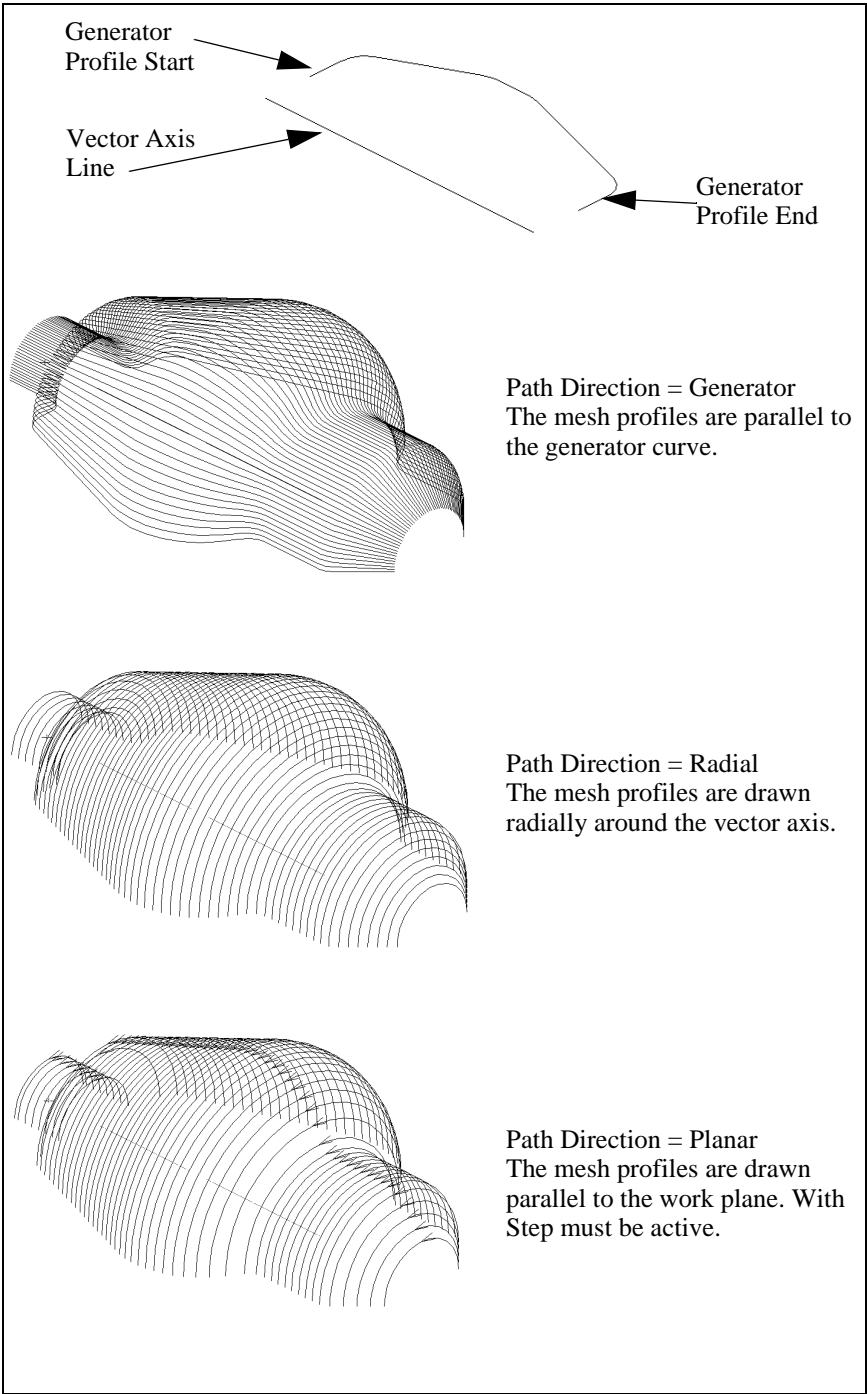 Generator
Profile Start
Vector Axis
Line
Generator
Profile End
Path Direction = Generator
The mesh profiles are parallel to
the generator curve.
Path Direction = Radial
The mesh profiles are drawn
radially around the vector axis.
Path Direction = Planar
The mesh profiles are drawn
parallel to the work plane. With
Step must be active.